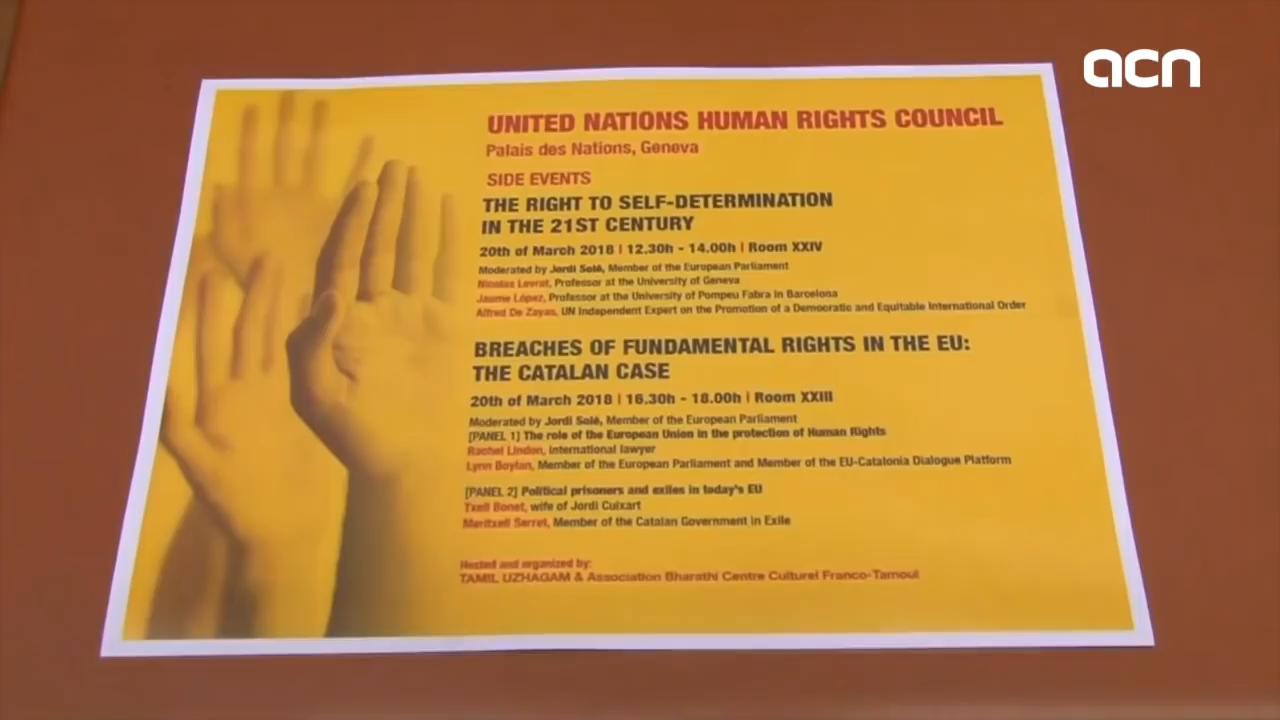 acn
UNITED NATIONS HUMAN RIGHTS COUNCIL
Palais des Nations, Geneva
SIDE EVENTS
THE RIGHT TO SELF-DETERMINATION
IN THE 21ST CENTURY
20th of March 2018 | 12.30h - 14.00h | Room XXIV
Moderated by Jordi Solé, Member of the European Parliament
Nicolas Levrat, Professor at the University of Geneva
Jaume López, Professor at the University of Pompeu Fabra in Barcelona
Alfred De Zayas, UN Independent Expert on the Promotion of a Democratic and Equitable International Order
BREACHES OF FUNDAMENTAL RIGHTS IN THE EU:
THE CATALAN CASE
20th of March 2018 | 16.30h - 18.00h | Room XXIII
Moderated by Jordi Solé, Member of the European Parliament
[PANEL 1] The role of the European Union in the protection of Human Rights
Rachel Lindon, international lawyer
Lynn Boylan, Member of the European Parliament and Member of the EU-Catalonia Dialogue Platform
[PANEL 2] Political prisoners and exiles in today's EU
Txell Bonet, wife of Jordi Cuixart
Meritxell Serret, Member of the Catalan Government in Exile
Hosted and organized by:
TAMIL UZHAGAM & Association Bharathi Centre Culturel Franco-Tamoul